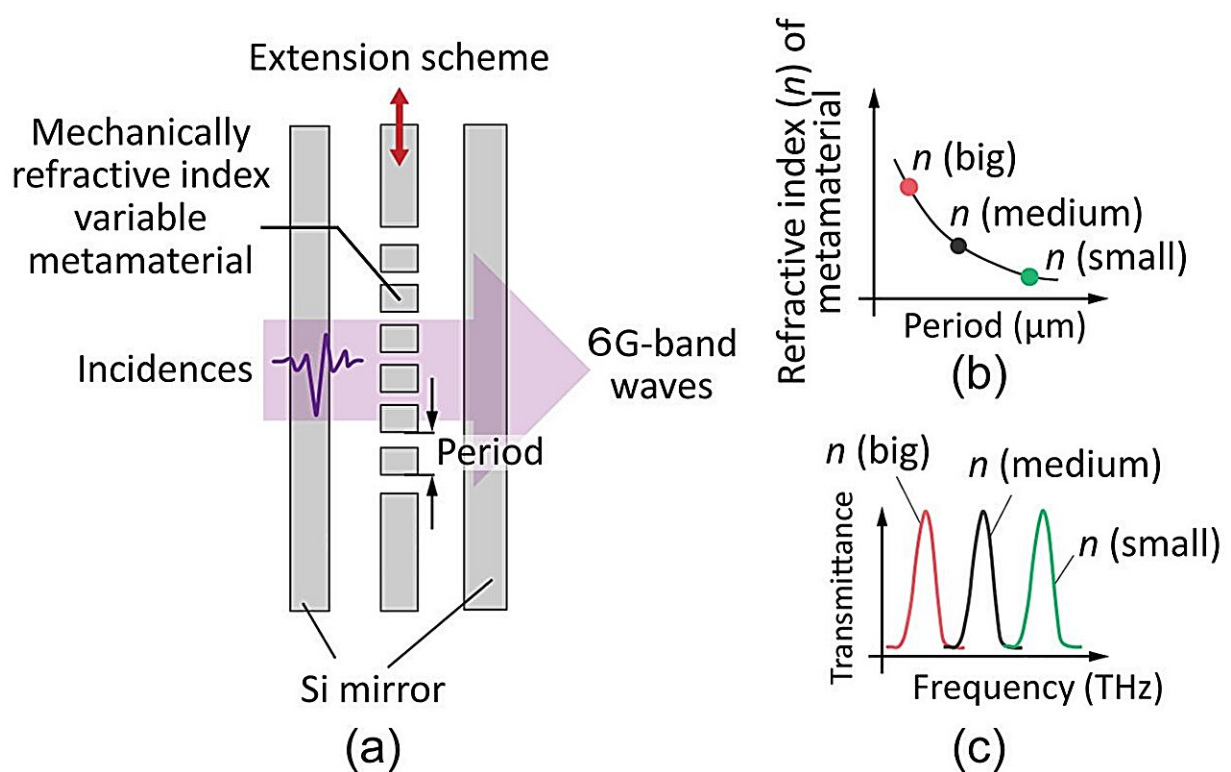 Extension scheme
Mechanically
refractive index
variable
metamaterial
Incidences
6G-band
waves
Period
Si mirror
(a)
Refractive index (n) of
metamaterial
n (big)
n (medium)
n (small)
Period (μm)
(b)
n (big)
n (medium)
n (small)
Transmittance
Frequency (THz)
(c)